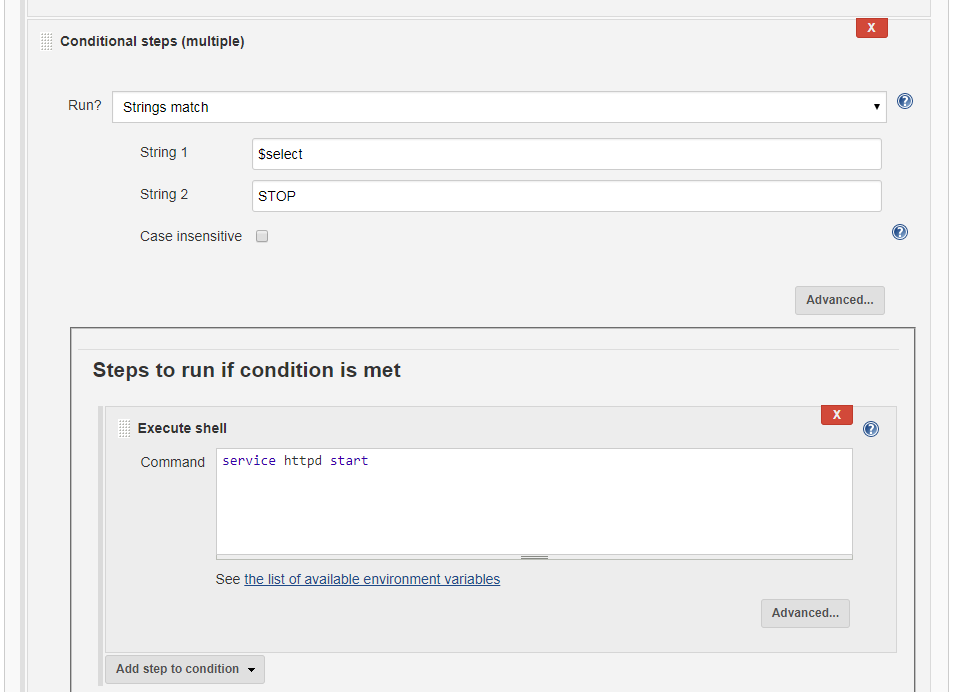 X
Conditional steps (multiple)
Run? Strings match
String 1 $select
String 2 STOP
Case insensitive
Advanced...
Steps to run if condition is met
X
Execute shell
Command service httpd start
See the list of available environment variables
Advanced...
Add step to condition